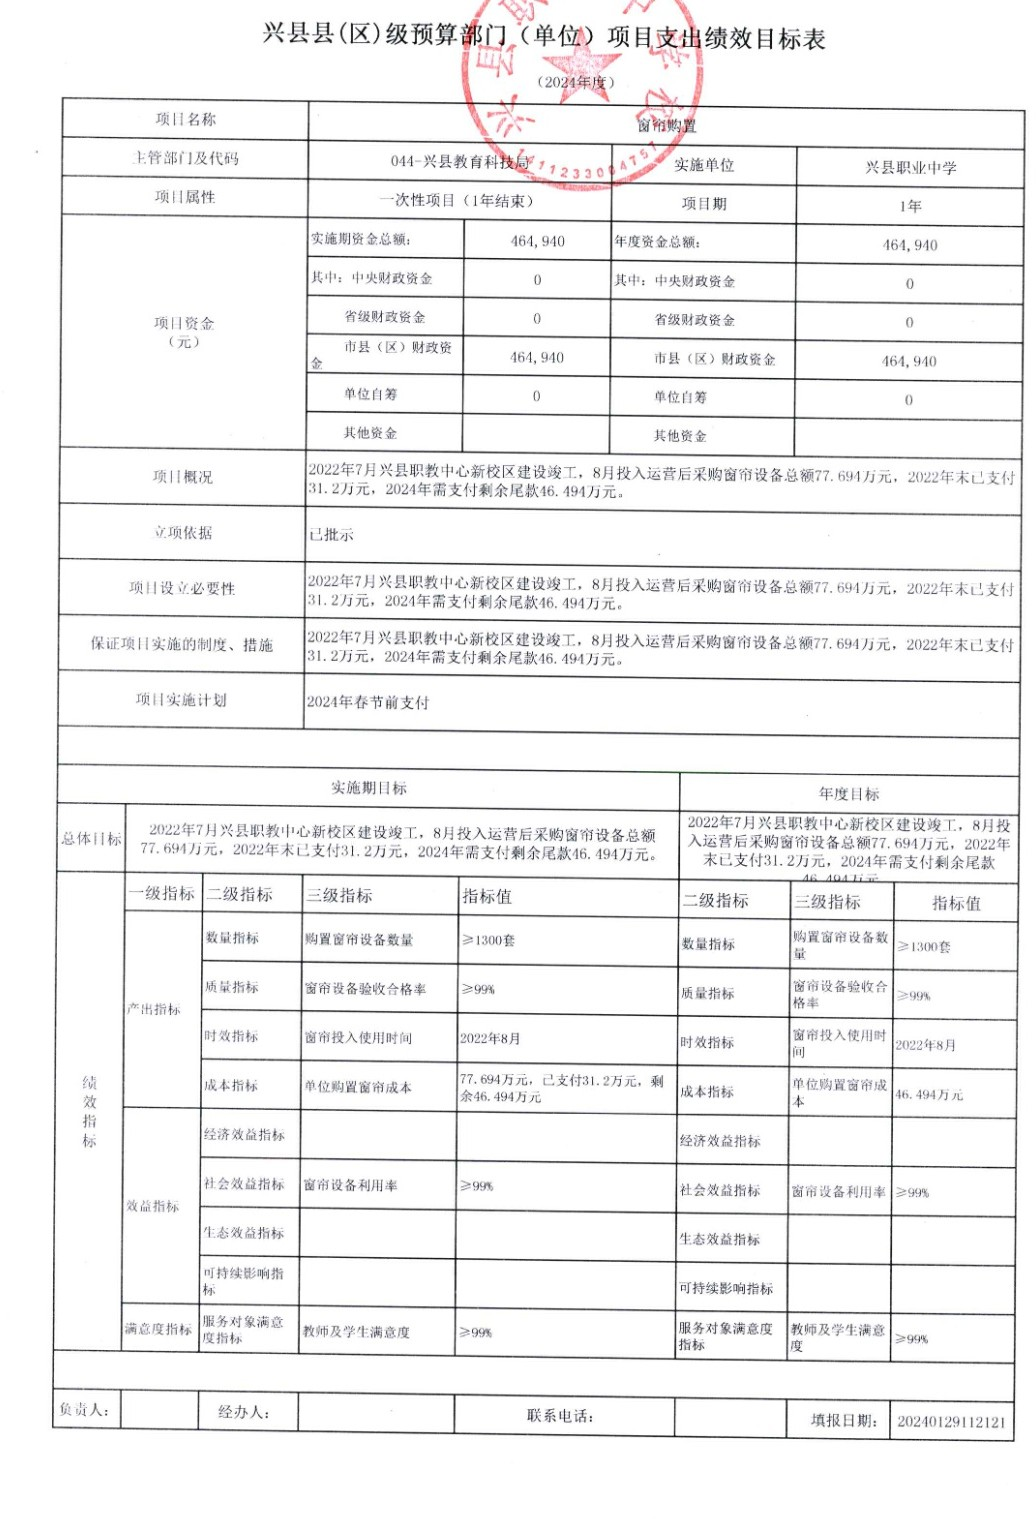 兴县县(区)级预算部门（单位）项目支出绩效目标表
（2024年度）
项目名称 窗帘购置
主管部门及代码 044-兴县教育科技局 实施单位 兴县职业中学
项目属性 一次性项目（1年结束） 项目期 1年
项目资金
（元）
实施期资金总额： 464,940 年度资金总额： 464,940
其中：中央财政资金 0 其中：中央财政资金 0
省级财政资金 0 省级财政资金 0
市县（区）财政资
金 464,940 市县（区）财政资金 464,940
单位自筹 0 单位自筹 0
其他资金 其他资金
项目概况
2022年7月兴县职教中心新校区建设竣工，8月投入运营后采购窗帘设备总额77.694万元，2022年末已支付
31.2万元，2024年需支付剩余尾款46.494万元。
立项依据 已批示
项目设立必要性
2022年7月兴县职教中心新校区建设竣工，8月投入运营后采购窗帘设备总额77.694万元，2022年末已支付
31.2万元，2024年需支付剩余尾款46.494万元。
保证项目实施的制度、措施
2022年7月兴县职教中心新校区建设竣工，8月投入运营后采购窗帘设备总额77.694万元，2022年末已支付
31.2万元，2024年需支付剩余尾款46.494万元。
项目实施计划 2024年春节前支付
实施期目标 年度目标
总体目标
2022年7月兴县职教中心新校区建设竣工，8月投入运营后采购窗帘设备总额
77.694万元，2022年末已支付31.2万元，2024年需支付剩余尾款46.494万元。
2022年7月兴县职教中心新校区建设竣工，8月投
入运营后采购窗帘设备总额77.694万元，2022年
末已支付31.2万元，2024年需支付剩余尾款
46.494万元
绩效指标
一级指标 二级指标 三级指标 指标值 二级指标 三级指标 指标值
产出指标
数量指标 购置窗帘设备数量 ≥1300套 数量指标 购置窗帘设备数
量 ≥1300套
质量指标 窗帘设备验收合格率 ≥99% 质量指标 窗帘设备验收合
格率 ≥99%
时效指标 窗帘投入使用时间 2022年8月 时效指标 窗帘投入使用时
间 2022年8月
成本指标 单位购置窗帘成本 77.694万元，已支付31.2万元，剩
余46.494万元 成本指标 单位购置窗帘成
本 46.494万元
效益指标
经济效益指标 经济效益指标
社会效益指标 窗帘设备利用率 ≥99% 社会效益指标 窗帘设备利用率 ≥99%
生态效益指标 生态效益指标
可持续影响指
标 可持续影响指标
满意度指标 服务对象满意
度指标 教师及学生满意度 ≥99% 服务对象满意度
指标 教师及学生满意
度 ≥99%
负责人： 经办人： 联系电话： 填报日期： 20240129112121